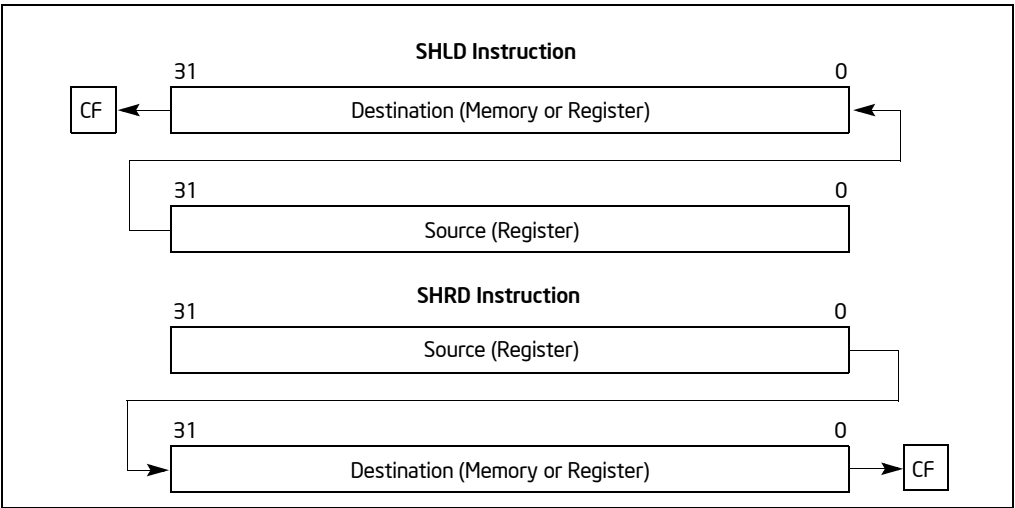 SHLD Instruction
31 0
CF Destination (Memory or Register)
31 0
Source (Register)
SHRD Instruction
31 0
Source (Register)
31 0
Destination (Memory or Register) CF